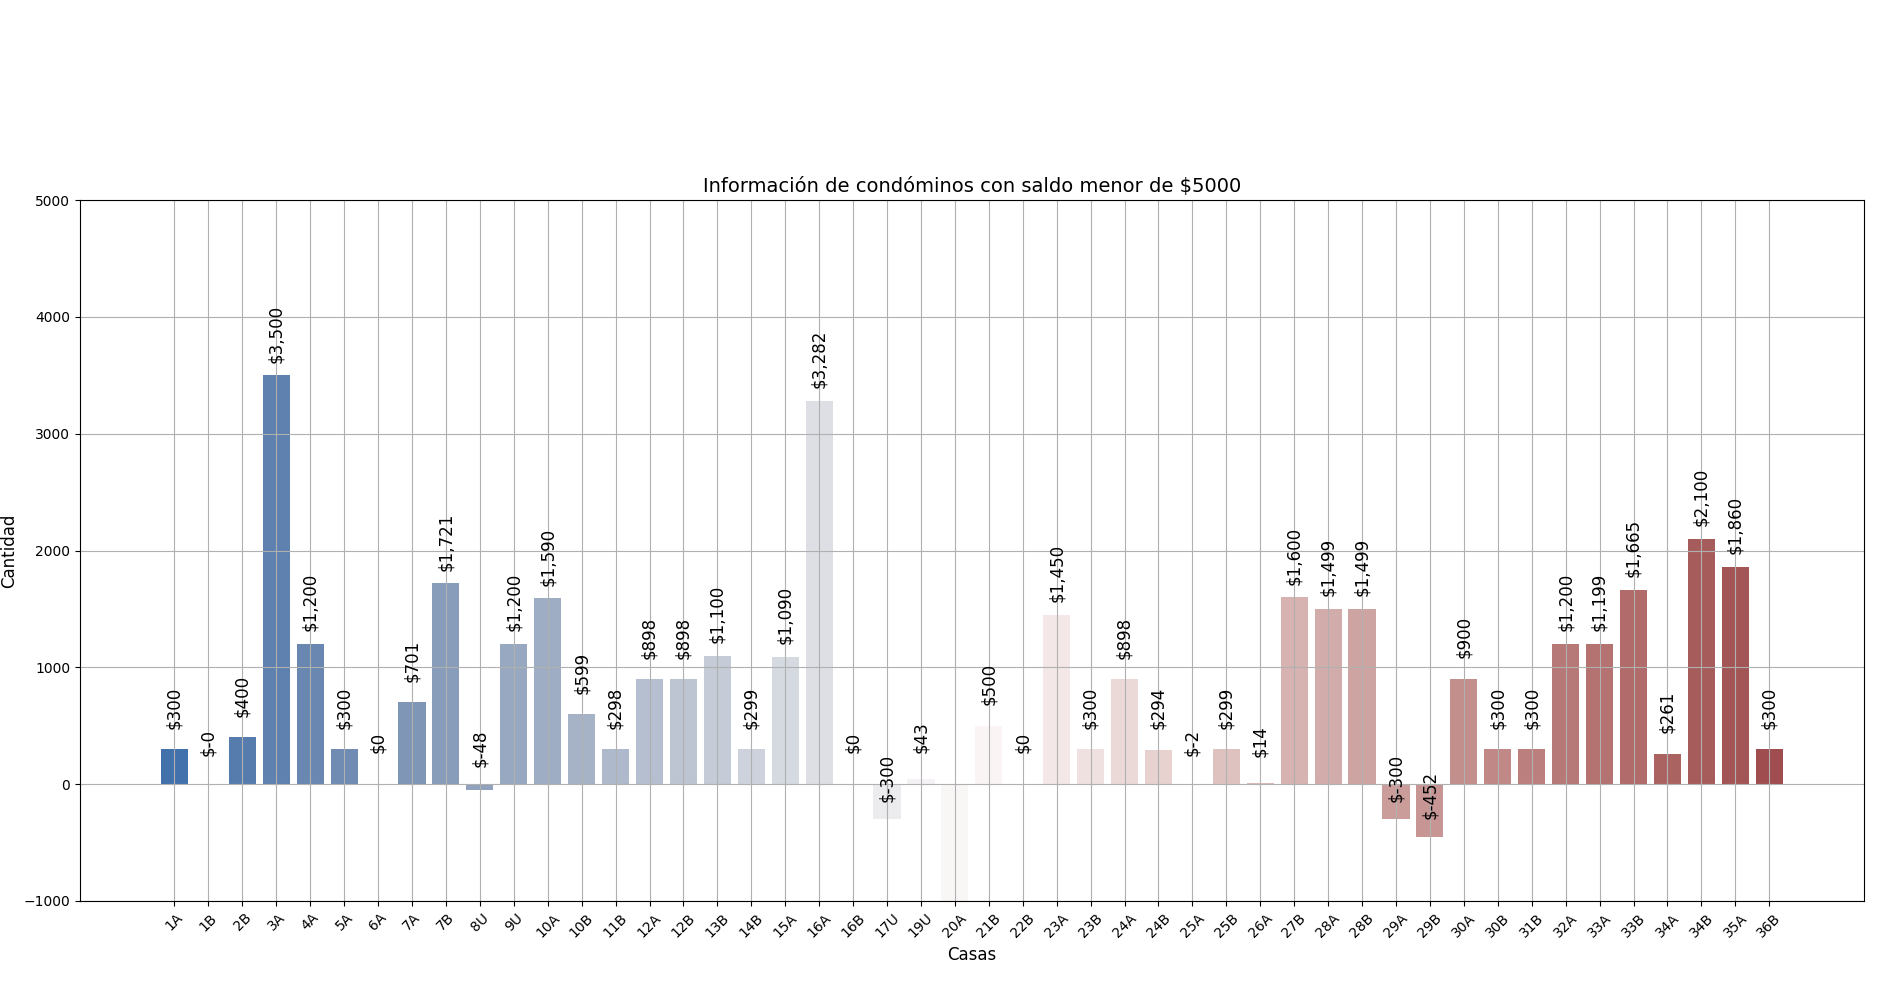 Información de condóminos con saldo menor de $5000
Cantidad
5000
4000
3000
2000
1000
0
−1000
$300
$-0
$400
$3,500
$1,200
$300
$0
$701
$1,721
$-48
$1,200
$1,590
$599
$298
$898
$898
$1,100
$299
$1,090
$3,282
$0
$-300
$43
$500
$0
$1,450
$300
$898
$294
$-2
$299
$14
$1,600
$1,499
$1,499
$-300
$-452
$900
$300
$300
$1,200
$1,199
$1,665
$261
$2,100
$1,860
$300
1A
1B
2B
3A
4A
5A
6A
7A
7B
8U
9U
10A
10B
11B
12A
12B
13B
14B
15A
16A
16B
17U
19U
20A
21B
22B
23A
23B
24A
24B
25A
25B
26A
27B
28A
28B
29A
29B
30A
30B
31B
32A
33A
33B
34A
34B
35A
36B
Casas